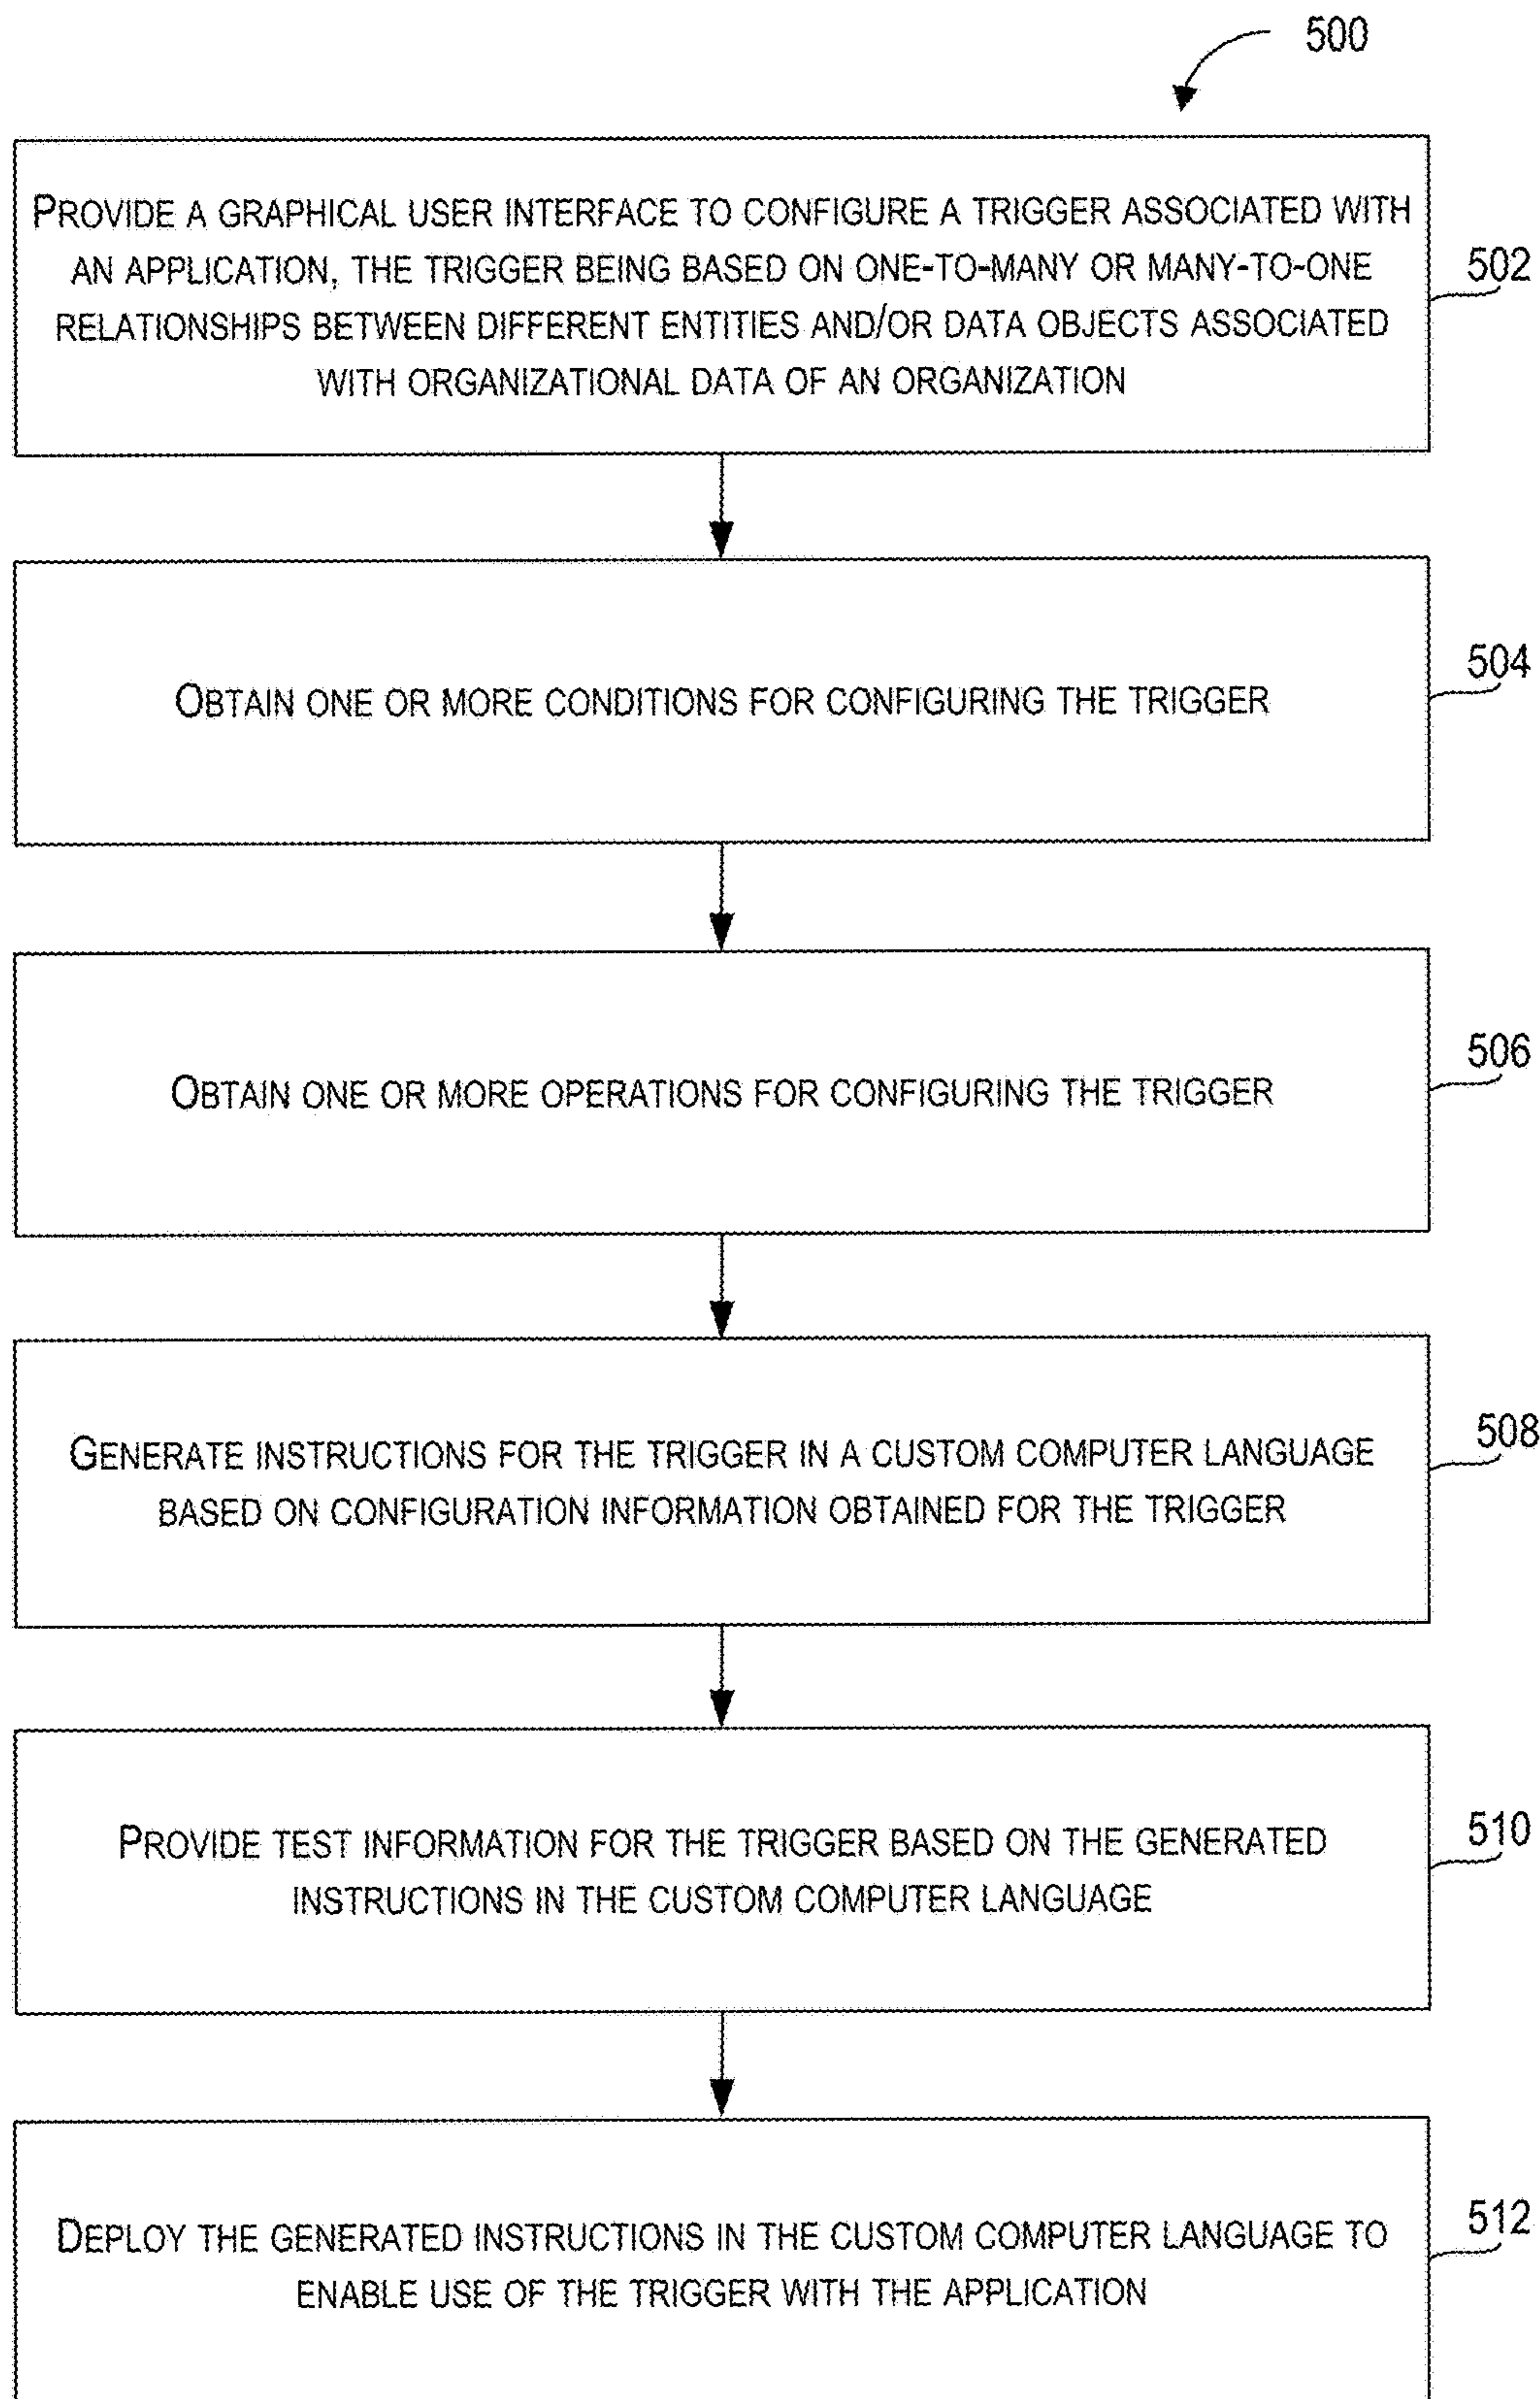 500
PROVIDE A GRAPHICAL USER INTERFACE TO CONFIGURE A TRIGGER ASSOCIATED WITH
AN APPLICATION, THE TRIGGER BEING BASED ON ONE-TO-MANY OR MANY-TO-ONE
RELATIONSHIPS BETWEEN DIFFERENT ENTITIES AND/OR DATA OBJECTS ASSOCIATED
WITH ORGANIZATIONAL DATA OF AN ORGANIZATION
502
OBTAIN ONE OR MORE CONDITIONS FOR CONFIGURING THE TRIGGER
504
OBTAIN ONE OR MORE OPERATIONS FOR CONFIGURING THE TRIGGER
506
GENERATE INSTRUCTIONS FOR THE TRIGGER IN A CUSTOM COMPUTER LANGUAGE
BASED ON CONFIGURATION INFORMATION OBTAINED FOR THE TRIGGER
508
PROVIDE TEST INFORMATION FOR THE TRIGGER BASED ON THE GENERATED
INSTRUCTIONS IN THE CUSTOM COMPUTER LANGUAGE
510
DEPLOY THE GENERATED INSTRUCTIONS IN THE CUSTOM COMPUTER LANGUAGE TO
ENABLE USE OF THE TRIGGER WITH THE APPLICATION
512